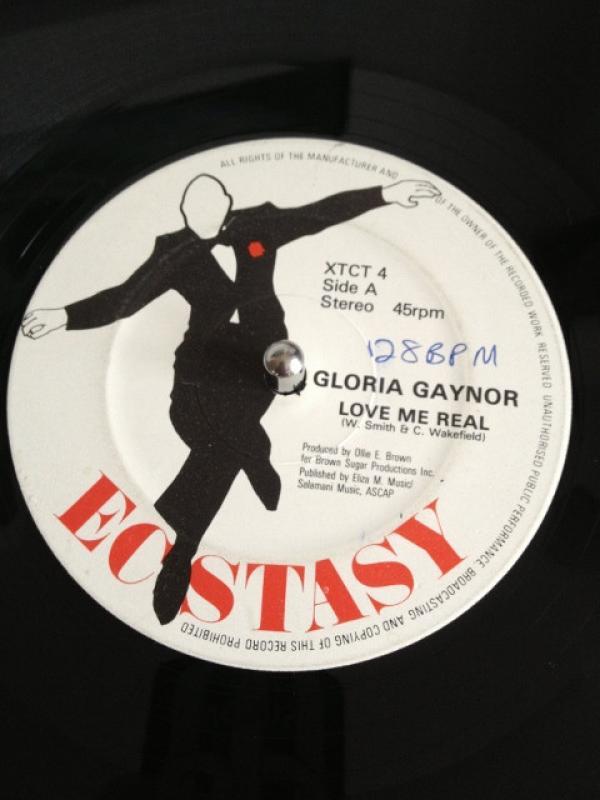 ALL RIGHTS OF THE MANUFACTURER AND OF THE OWNER OF THE RECORDED WORK RESERVED UNAUTHORISED PUBLIC PERFORMANCE BROADCASTING AND COPYING OF THIS RECORD PROHIBITED
XTCT 4
Side A
Stereo 45rpm
128BPM
GLORIA GAYNOR
LOVE ME REAL
(W. Smith & C. Wakefield)
Produced by Ollie E. Brown
for Brown Sugar Productions Inc.
Published by Eliza M. Music/
Salamani Music, ASCAP
ECSTASY